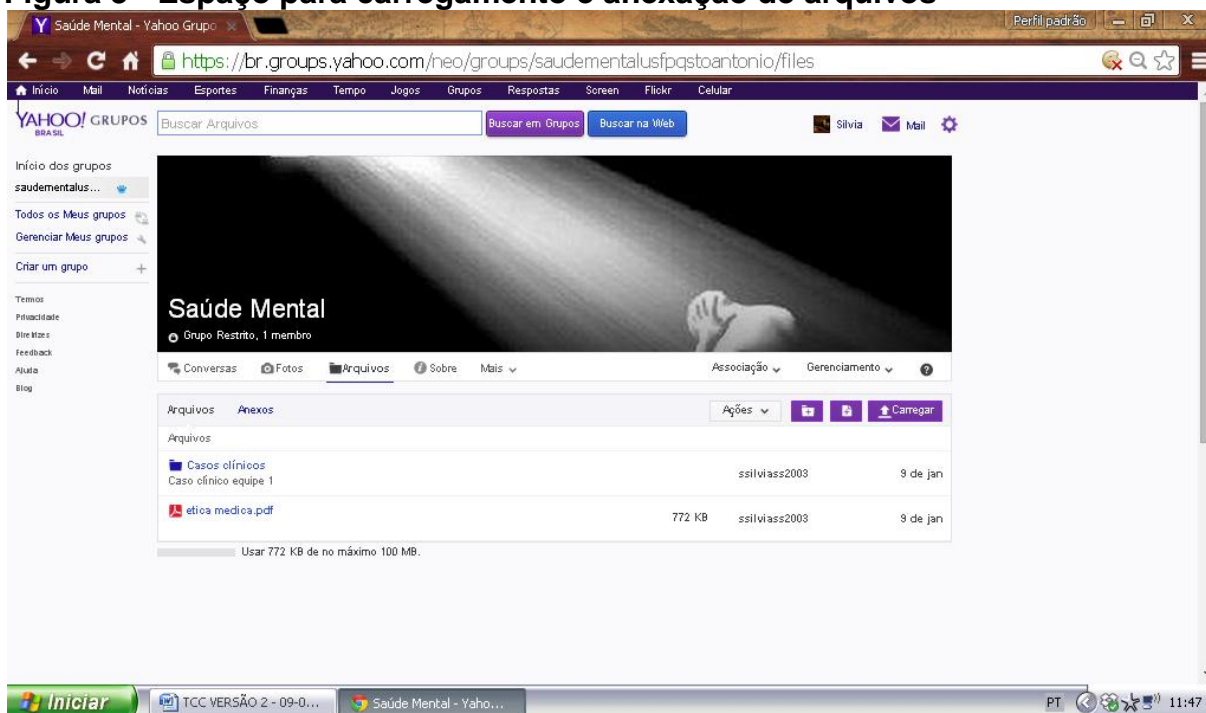 Figura 3 - Espaço para carregamento e anexação de arquivos
Saúde Mental - Yahoo Grupo
Perfil padrão
https://br.groups.yahoo.com/neo/groups/saudementalusfpqstoantonio/files
Início Mail Notícias Esportes Finanças Tempo Jogos Grupos Respostas Screen Flickr Celular
YAHOO! GRUPOS
BRASIL
Buscar Arquivos
Buscar em Grupos
Buscar na Web
Silvia
Mail
Início dos grupos
saudementalus...
Todos os Meus grupos
Gerenciar Meus grupos
Criar um grupo
Termos
Privacidade
Diretrizes
Feedback
Ajuda
Blog
Saúde Mental
Grupo Restrito, 1 membro
Conversas Fotos Arquivos Sobre Mais Associação Gerenciamento
Arquivos Anexos Ações Carregar
Arquivos
Casos clínicos
Caso clínico equipe 1
ssilviass2003 9 de jan
etica medica.pdf 772 KB ssilviass2003 9 de jan
Usar 772 KB de no máximo 100 MB.
Iniciar TCC VERSÃO 2 - 09-0... Saúde Mental - Yaho... PT 11:47